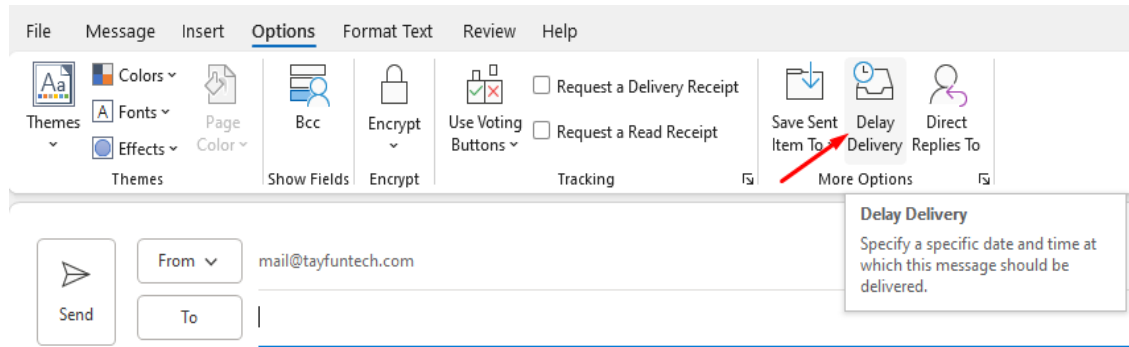 File Message Insert Options Format Text Review Help
Aa Colors
A Fonts
Effects
Themes
Page Color
Themes
Bcc
Show Fields
Encrypt
Encrypt
Use Voting
Buttons
Request a Delivery Receipt
Request a Read Receipt
Tracking
Save Sent
Item To
Delay
Delivery
Direct
Replies To
More Options
Delay Delivery
Specify a specific date and time at
which this message should be
delivered.
Send
From
mail@tayfuntech.com
To